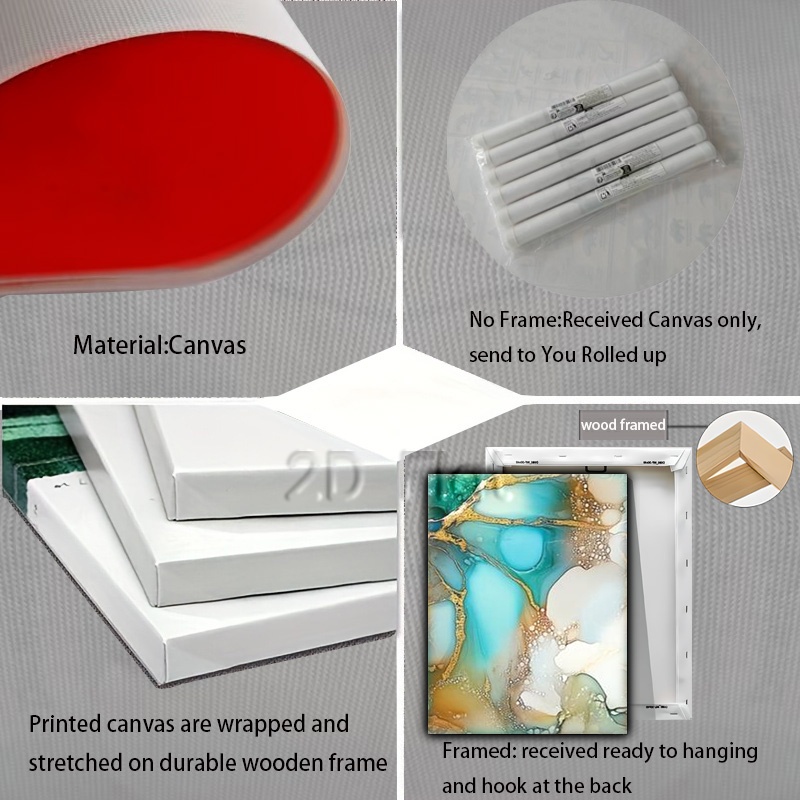 Material:Canvas
No Frame:Received Canvas only,
send to You Rolled up
2D
wood framed
Printed canvas are wrapped and
stretched on durable wooden frame
Framed: received ready to hanging
and hook at the back